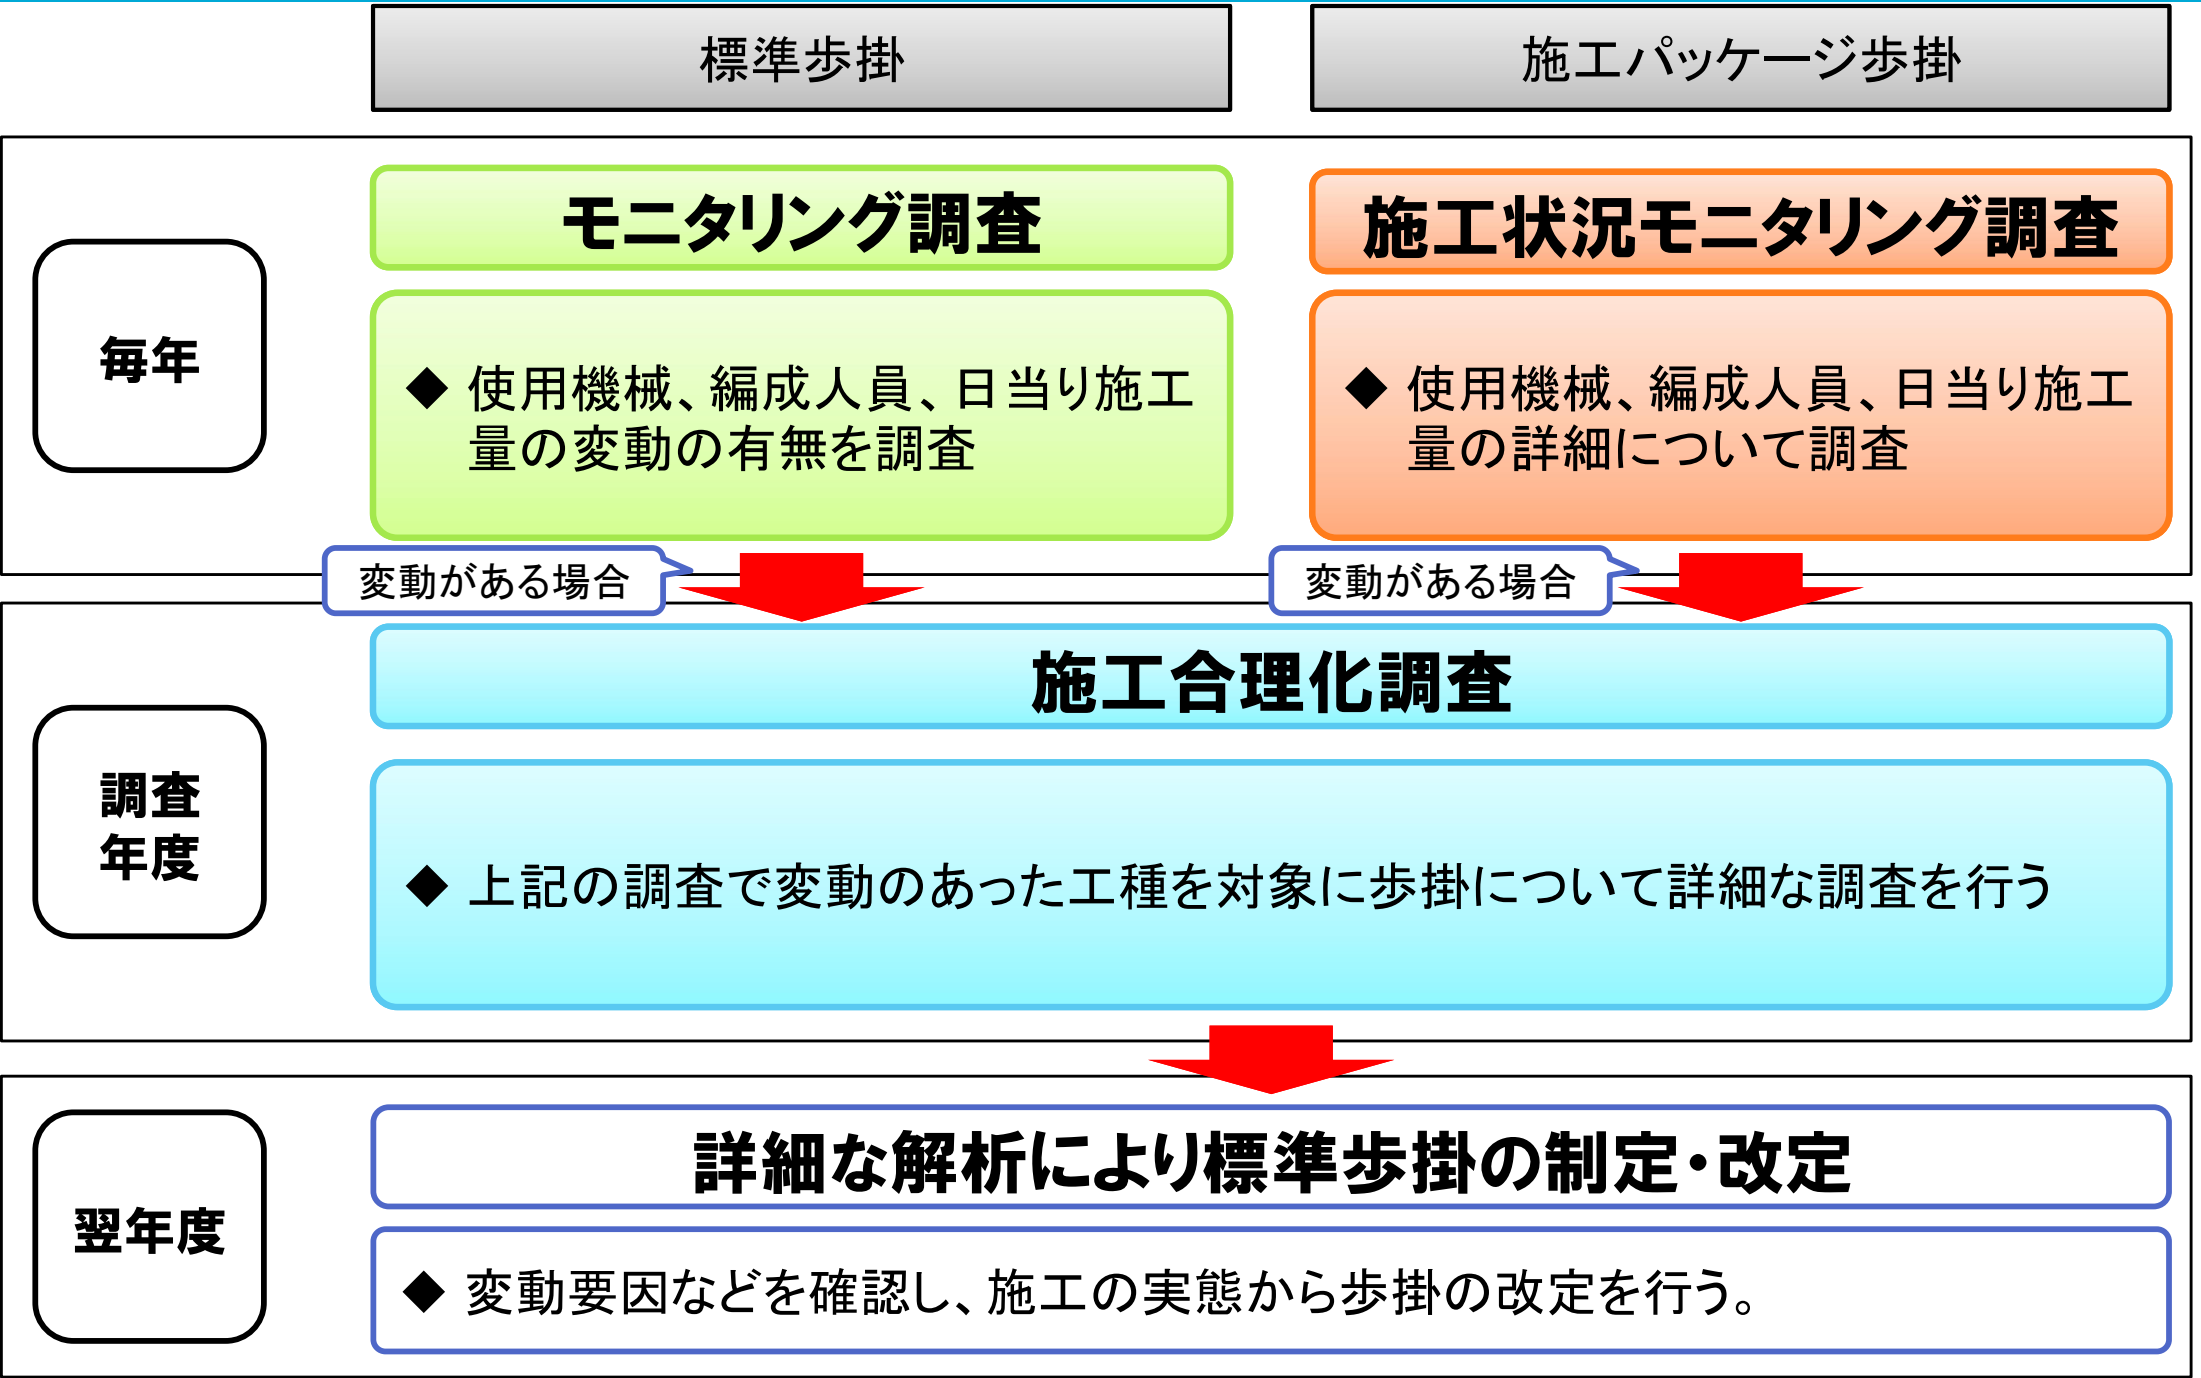 標準歩掛
施工パッケージ歩掛
毎年
モニタリング調査
◆ 使用機械、編成人員、日当り施工
量の変動の有無を調査
施工状況モニタリング調査
◆ 使用機械、編成人員、日当り施工
量の詳細について調査
変動がある場合
変動がある場合
調査
年度
施工合理化調査
◆ 上記の調査で変動のあった工種を対象に歩掛について詳細な調査を行う
翌年度
詳細な解析により標準歩掛の制定・改定
◆ 変動要因などを確認し、施工の実態から歩掛の改定を行う。